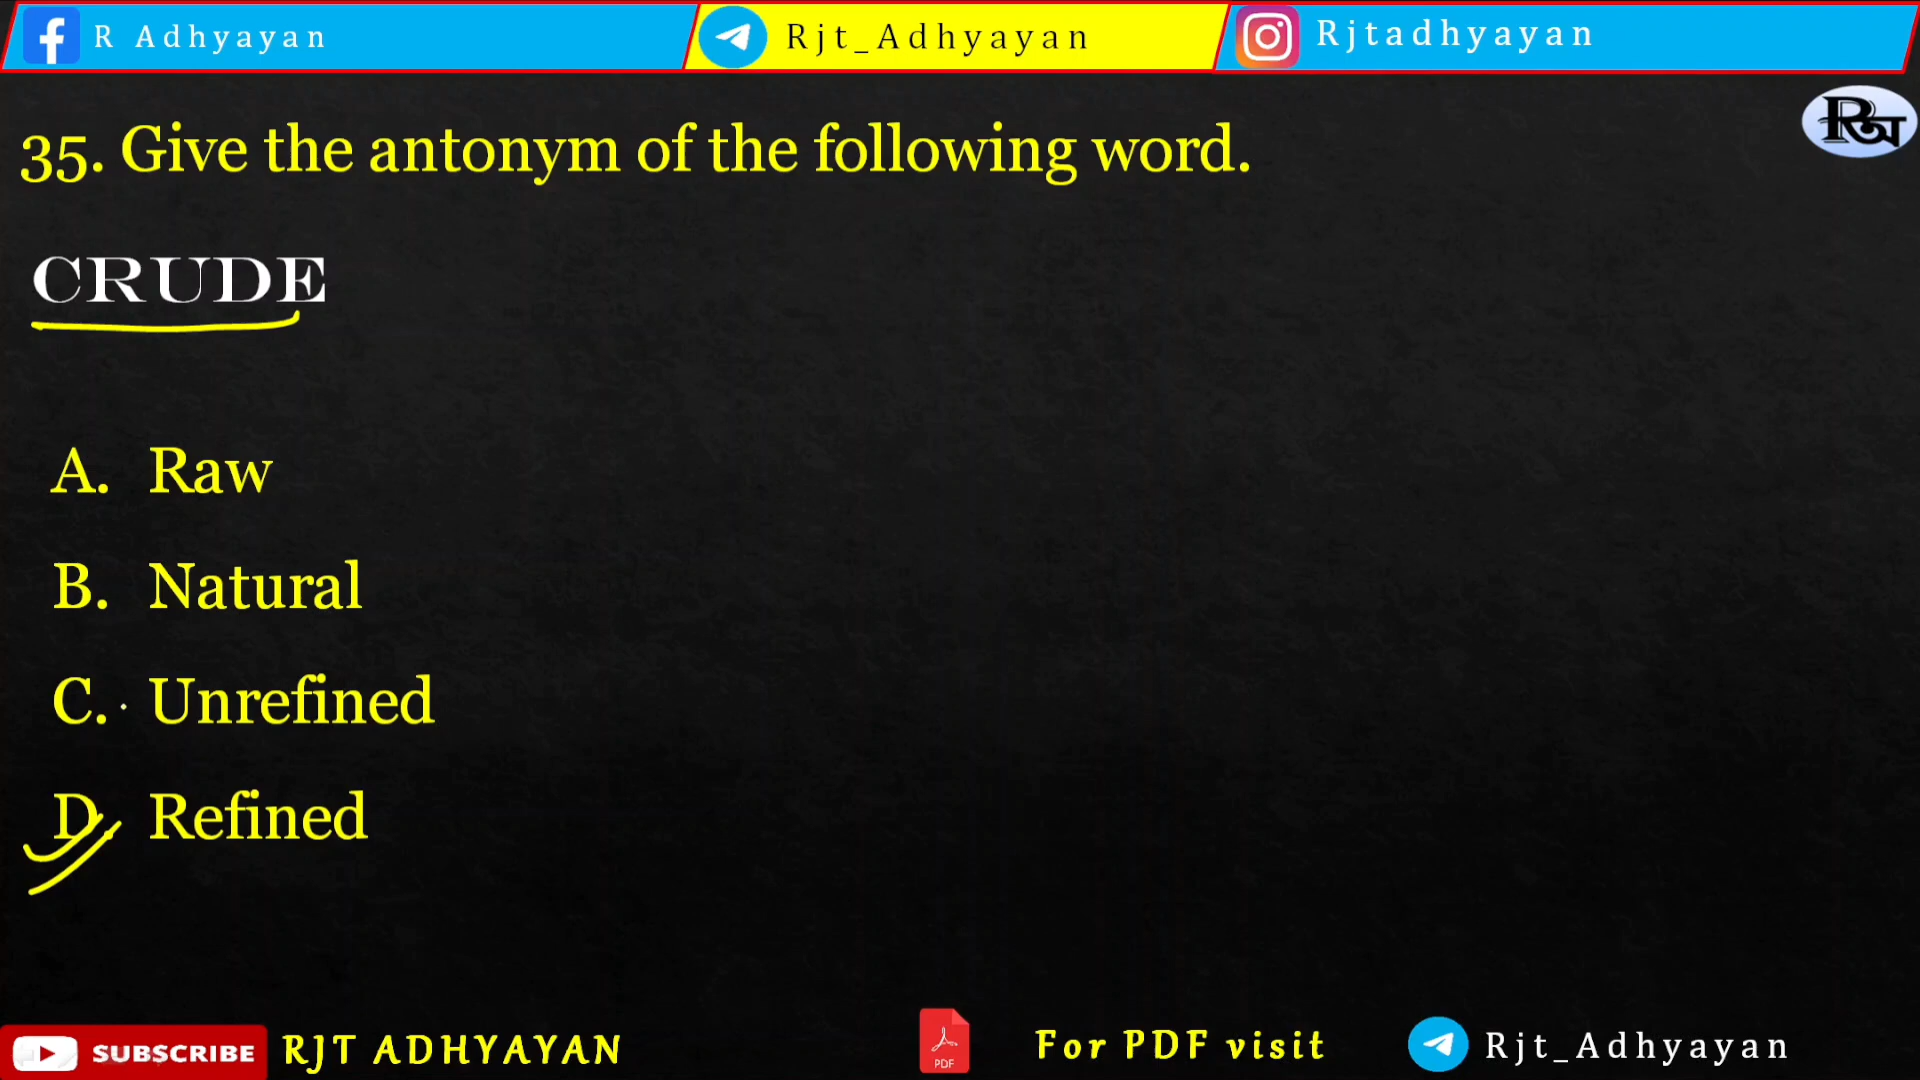 R Adhyayan
Rjt_Adhyayan
Rjtadhyayan
35. Give the antonym of the following word.
CRUDE
A. Raw
B. Natural
C. Unrefined
D. Refined
SUBSCRIBE
RJT ADHYAYAN
PDF
For PDF visit
Rjt_Adhyayan